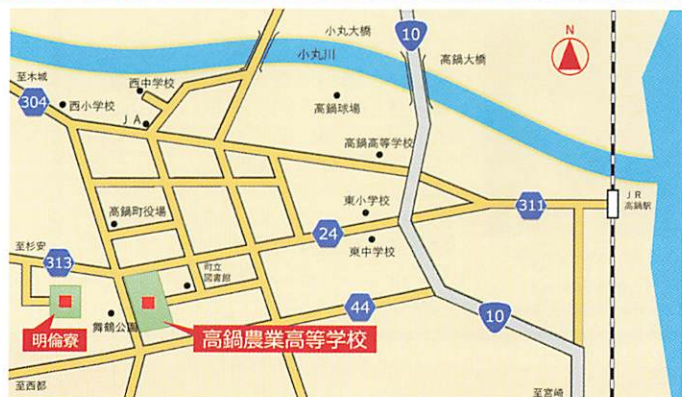 小丸大橋
10
N
小丸川
高鍋大橋
至木城
西中学校
304
西小学校
高鍋球場
JA
高鍋高等学校
JR
高鍋駅
高鍋町役場
東小学校
311
24
至杉安
東中学校
313
町立
図書館
44
明倫寮
舞鶴公園
高鍋農業高等学校
10
至西都
至宮崎